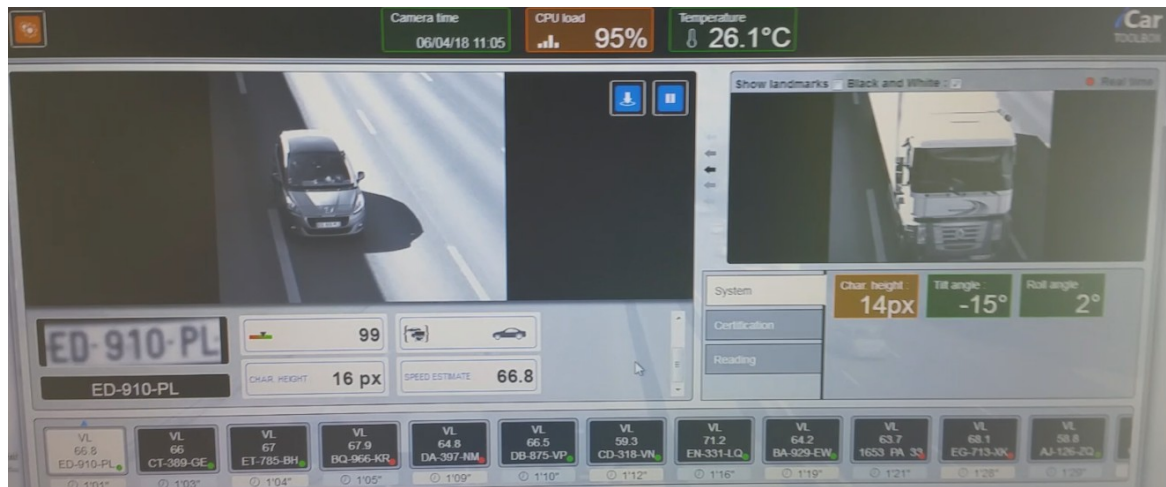 Camera time
06/04/18 11:05
CPU load
95%
Temperature
26.1°C
Car
TOOLBOX
Show landmarks Black and White :
Real time
System
Certification
Reading
Char. height :
14px
Tilt angle :
-15°
Roll angle :
2°
ED-910-PL
ED-910-PL
99
CHAR. HEIGHT 16 px
SPEED ESTIMATE 66.8
VL
66.8
ED-910-PL
1'01"
VL
66
CT-389-GE
1'03"
VL
67
ET-785-BH
1'04"
VL
67.9
BQ-966-KR
1'05"
VL
64.8
DA-397-NM
1'09"
VL
66.5
DB-875-VP
1'10"
VL
59.3
CD-318-VN
1'12"
VL
71.2
EN-331-LQ
1'16"
VL
64.2
BA-929-EW
1'19"
VL
63.7
1653 PA 33
1'21"
VL
68.1
EG-713-XK
1'28"
VL
58.8
AJ-126-ZQ
1'29"